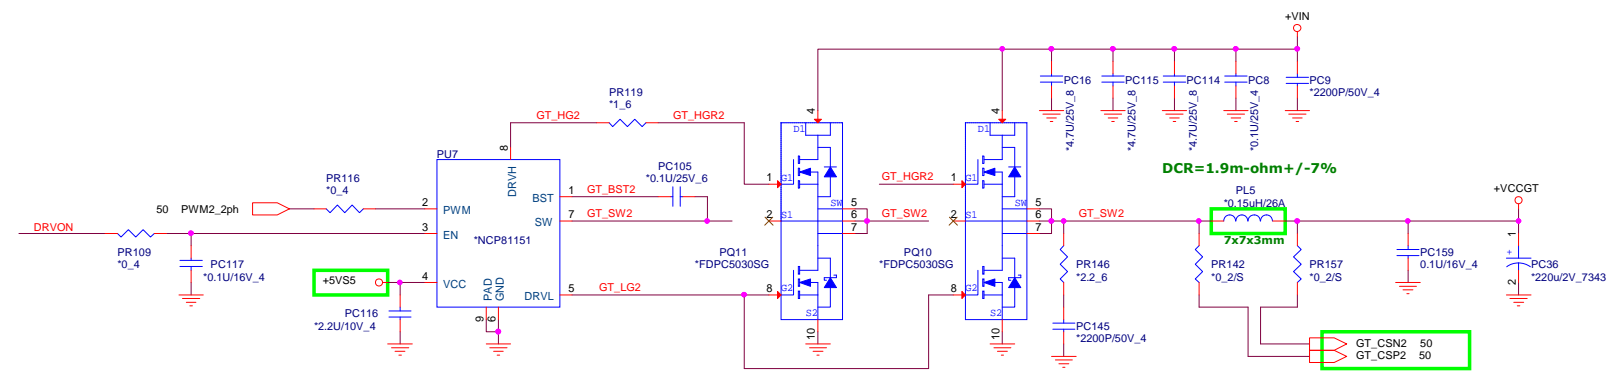 +VIN
PC16
*4.7U/25V_8
PC115
*4.7U/25V_8
PC114
*4.7U/25V_8
PC8
*0.1U/25V_4
PC9
*2200P/50V_4
PR119
*1_6
GT_HG2
GT_HGR2
4
D1
4
D1
PU7
8
DRVH
PC105
*0.1U/25V_6
DCR=1.9m-ohm+/-7%
PR116
*0_4
BST
1
GT_BST2
1
G1
GT_HGR2
1
G1
PL5
*0.15uH/26A
+VCCGT
50
PWM2_2ph
2
PWM
SW
7
GT_SW2
2
S1
SW
5
6
7
GT_SW2
2
S1
SW
5
6
7
GT_SW2
7x7x3mm
1
DRVON
3
EN
*NCP81151
PR109
*0_4
PC117
*0.1U/16V_4
PQ11
*FDPC5030SG
PQ10
*FDPC5030SG
PR146
*2.2_6
PR142
*0_2/S
PR157
*0_2/S
PC159
0.1U/16V_4
+
PC36
*220u/2V_7343
2
+5VS5
4
VCC
PAD
GND
DRVL
5
GT_LG2
8
G2
8
G2
PC116
*2.2U/10V_4
9
6
S2
10
S2
10
PC145
*2200P/50V_4
GT_CSN2
50
GT_CSP2
50